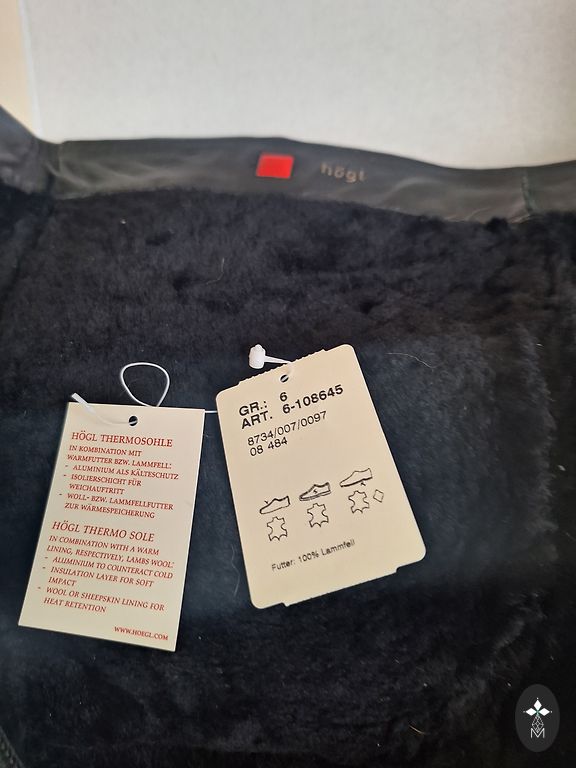 högl
HÖGL THERMOSOHLE
IN KOMBINATION MIT
WARMFUTTER BZW. LAMMFELL:
- ALUMINIUM ALS KÄLTESCHUTZ
- ISOLIERSCHICHT FÜR
WEICHAUFTRITT
- WOLL- BZW. LAMMFELLFUTTER
ZUR WÄRMESPEICHERUNG
HÖGL THERMO SOLE
IN COMBINATION WITH A WARM
LINING, RESPECTIVELY, LAMBS WOOL:
- ALUMINIUM TO COUNTERACT COLD
- INSULATION LAYER FOR SOFT
IMPACT
- WOOL OR SHEEPSKIN LINING FOR
HEAT RETENTION
WWW.HOEGL.COM
GR.: 6
ART. 6-108645
8734/007/0097
08 484
Futter: 100% Lammfell
M